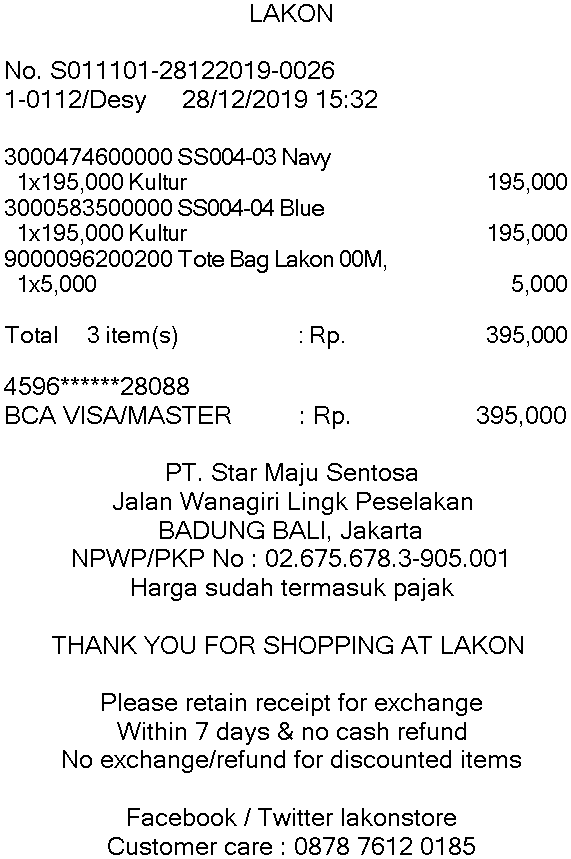 LAKON
No. S011101-28122019-0026
1-0112/Desy 28/12/2019 15:32
3000474600000 SS004-03 Navy
1x195,000 Kultur 195,000
3000583500000 SS004-04 Blue
1x195,000 Kultur 195,000
9000096200200 Tote Bag Lakon 00M,
1x5,000 5,000
Total 3 item(s) : Rp. 395,000
4596******28088
BCA VISA/MASTER : Rp. 395,000
PT. Star Maju Sentosa
Jalan Wanagiri Lingk Peselakan
BADUNG BALI, Jakarta
NPWP/PKP No : 02.675.678.3-905.001
Harga sudah termasuk pajak
THANK YOU FOR SHOPPING AT LAKON
Please retain receipt for exchange
Within 7 days & no cash refund
No exchange/refund for discounted items
Facebook / Twitter lakonstore
Customer care : 0878 7612 0185